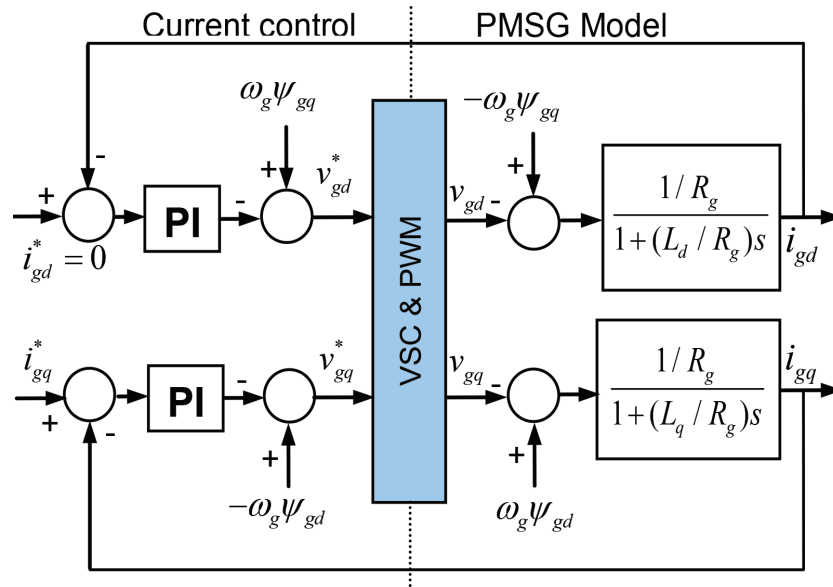 Current control
PMSG Model
ω_g ψ_gq
-ω_g ψ_gq
-
+
+
-
v*_gd
v_gd
-
+
PI
1 / R_g
1 + (L_d / R_g)s
i*_gd = 0
i_gd
VSC & PWM
i*_gq
+
-
PI
-
+
v*_gq
v_gq
-
+
1 / R_g
1 + (L_q / R_g)s
i_gq
-ω_g ψ_gd
ω_g ψ_gd